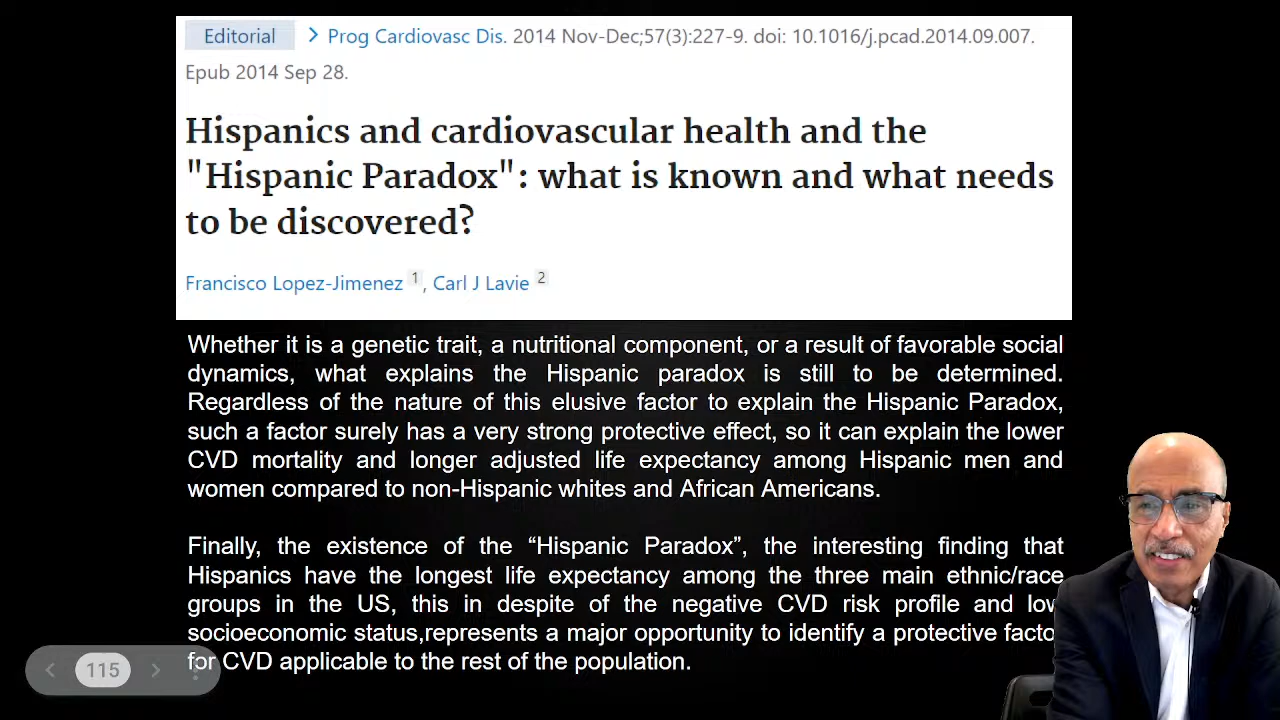 Editorial > Prog Cardiovasc Dis. 2014 Nov-Dec;57(3):227-9. doi: 10.1016/j.pcad.2014.09.007.
Epub 2014 Sep 28.
Hispanics and cardiovascular health and the
"Hispanic Paradox": what is known and what needs
to be discovered?
Francisco Lopez-Jimenez 1, Carl J Lavie 2
Whether it is a genetic trait, a nutritional component, or a result of favorable social
dynamics, what explains the Hispanic paradox is still to be determined.
Regardless of the nature of this elusive factor to explain the Hispanic Paradox,
such a factor surely has a very strong protective effect, so it can explain the lower
CVD mortality and longer adjusted life expectancy among Hispanic men and
women compared to non-Hispanic whites and African Americans.
Finally, the existence of the “Hispanic Paradox”, the interesting finding that
Hispanics have the longest life expectancy among the three main ethnic/race
groups in the US, this in despite of the negative CVD risk profile and low
socioeconomic status,represents a major opportunity to identify a protective factor
for CVD applicable to the rest of the population.
115